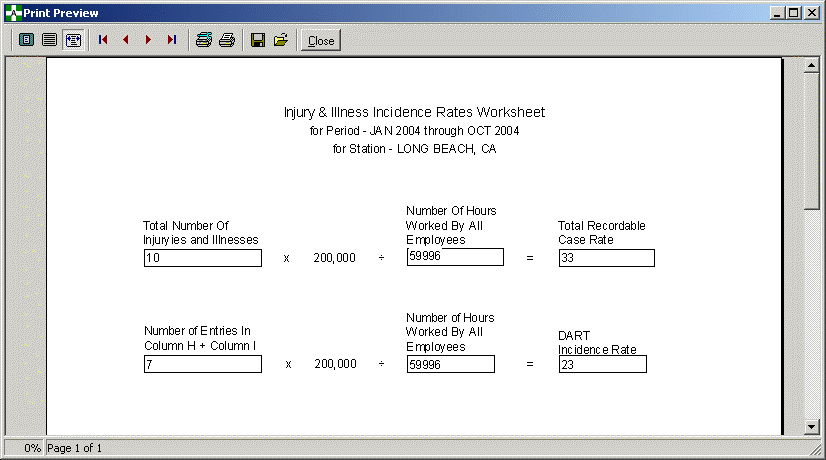 Print Preview
Close
Injury & Illness Incidence Rates Worksheet
for Period - JAN 2004 through OCT 2004
for Station - LONG BEACH, CA
Total Number Of
Injuryies and Illnesses
10
x
200,000
÷
Number Of Hours
Worked By All
Employees
59996
=
Total Recordable
Case Rate
33
Number of Entries In
Column H + Column I
7
x
200,000
÷
Number of Hours
Worked By All
Employees
59996
=
DART
Incidence Rate
23
0% Page 1 of 1